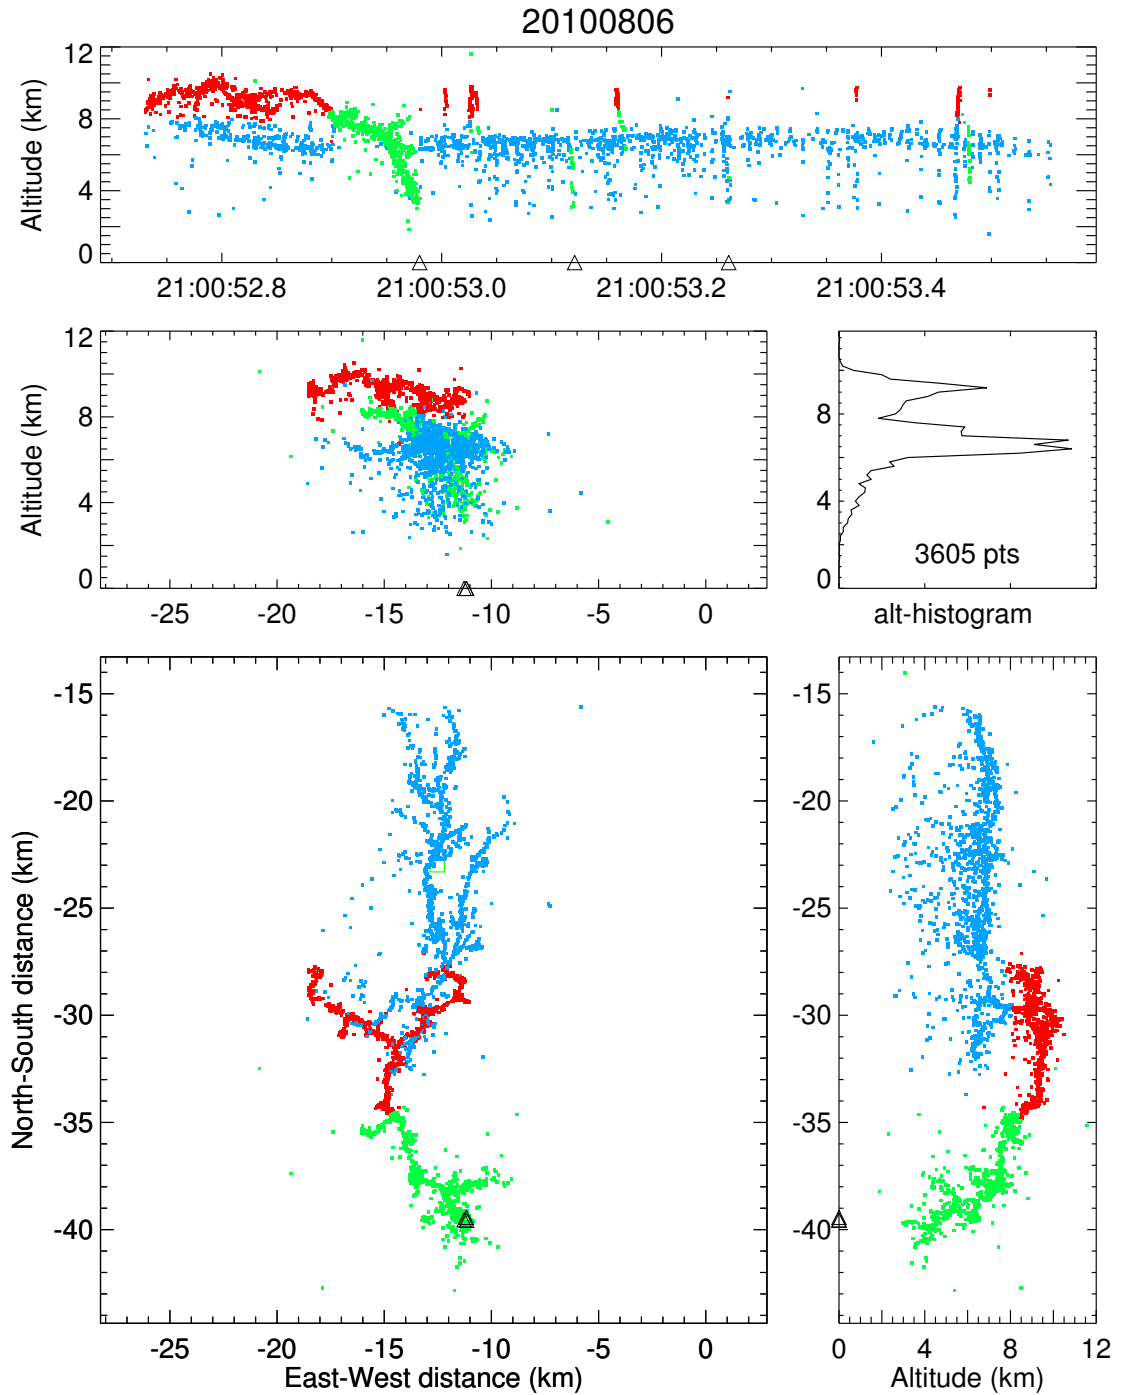 20100806
Altitude (km)
12
8
4
0
21:00:52.8 21:00:53.0 21:00:53.2 21:00:53.4
Altitude (km)
12
8
4
0
-25 -20 -15 -10 -5 0
8
4
0
3605 pts
alt-histogram
North-South distance (km)
-15
-20
-25
-30
-35
-40
-25 -20 -15 -10 -5 0
East-West distance (km)
-15
-20
-25
-30
-35
-40
0 4 8 12
Altitude (km)